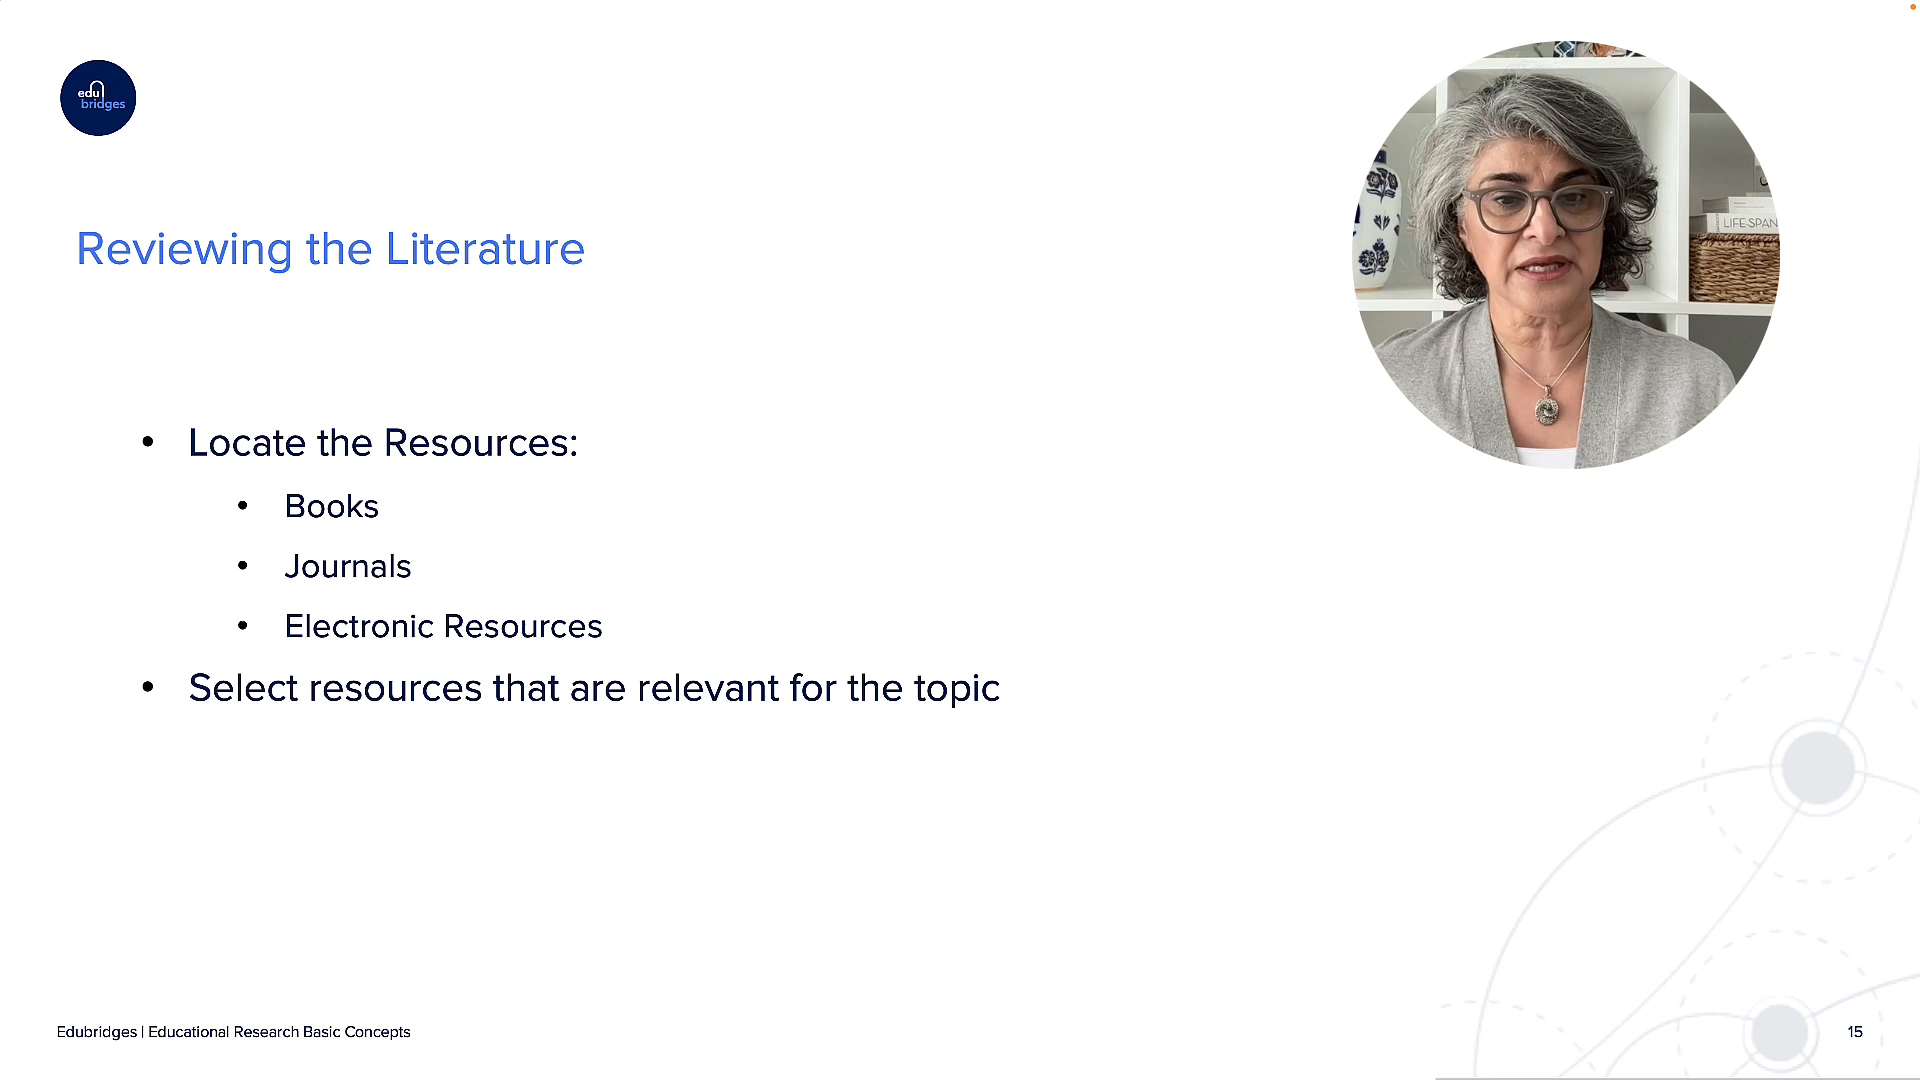 edu
bridges
LIFE-SPAN
Reviewing the Literature
• Locate the Resources:
• Books
• Journals
• Electronic Resources
• Select resources that are relevant for the topic
Edubridges | Educational Research Basic Concepts
15